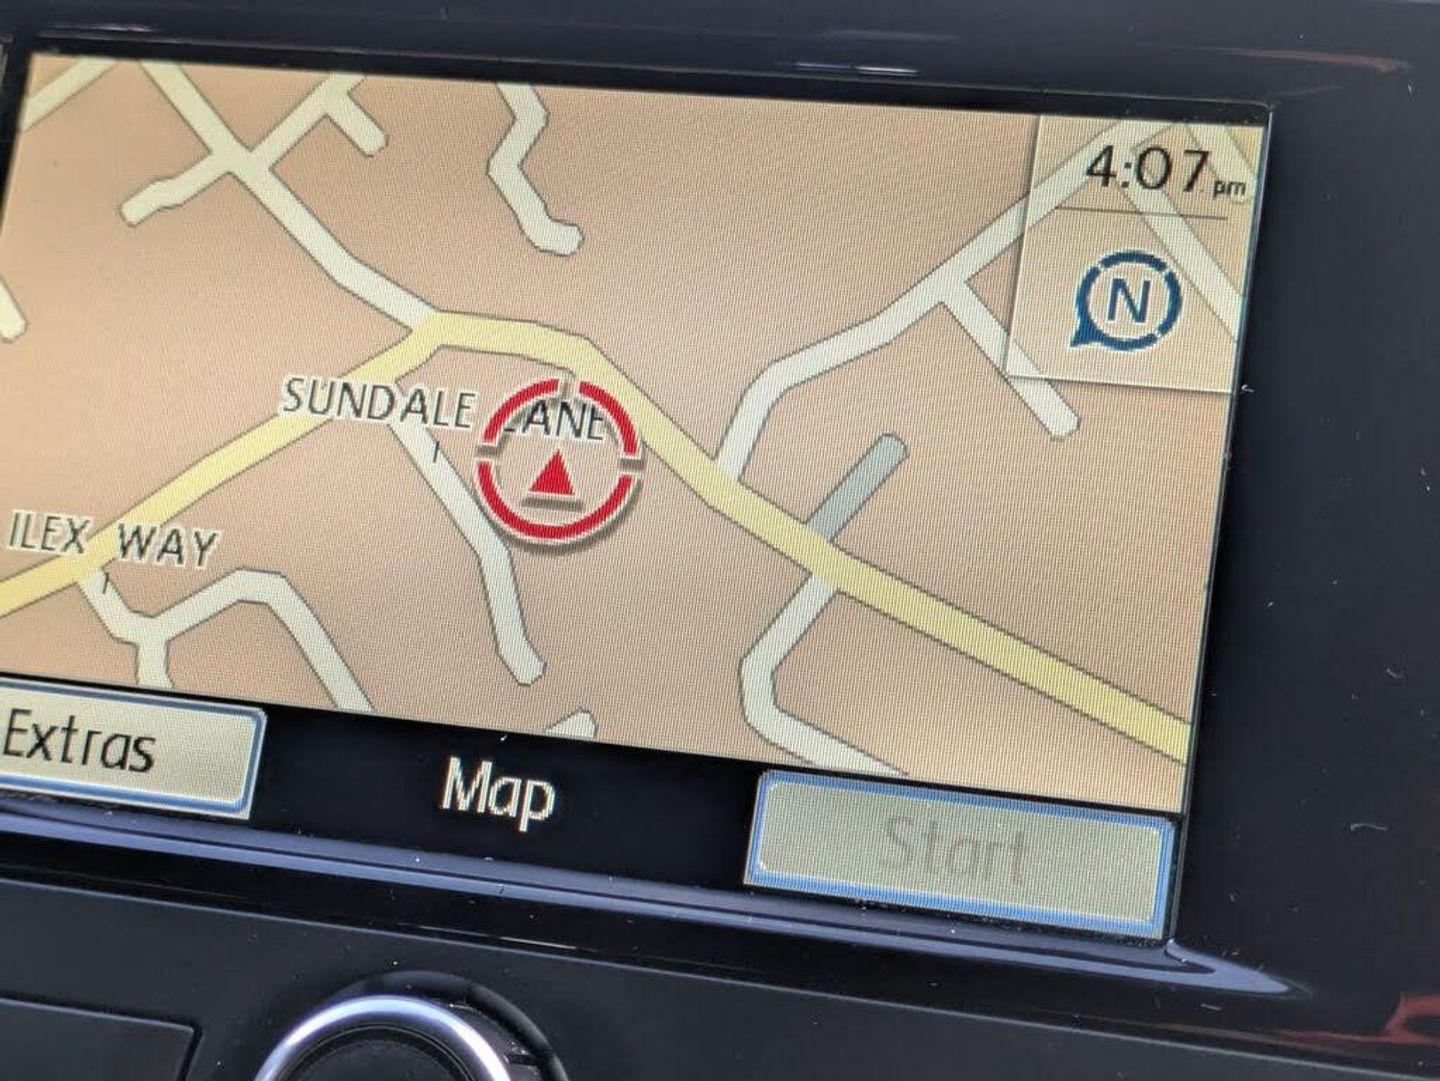 4:07 pm
N
SUNDALE LANE
ILEX WAY
Extras
Map
Start